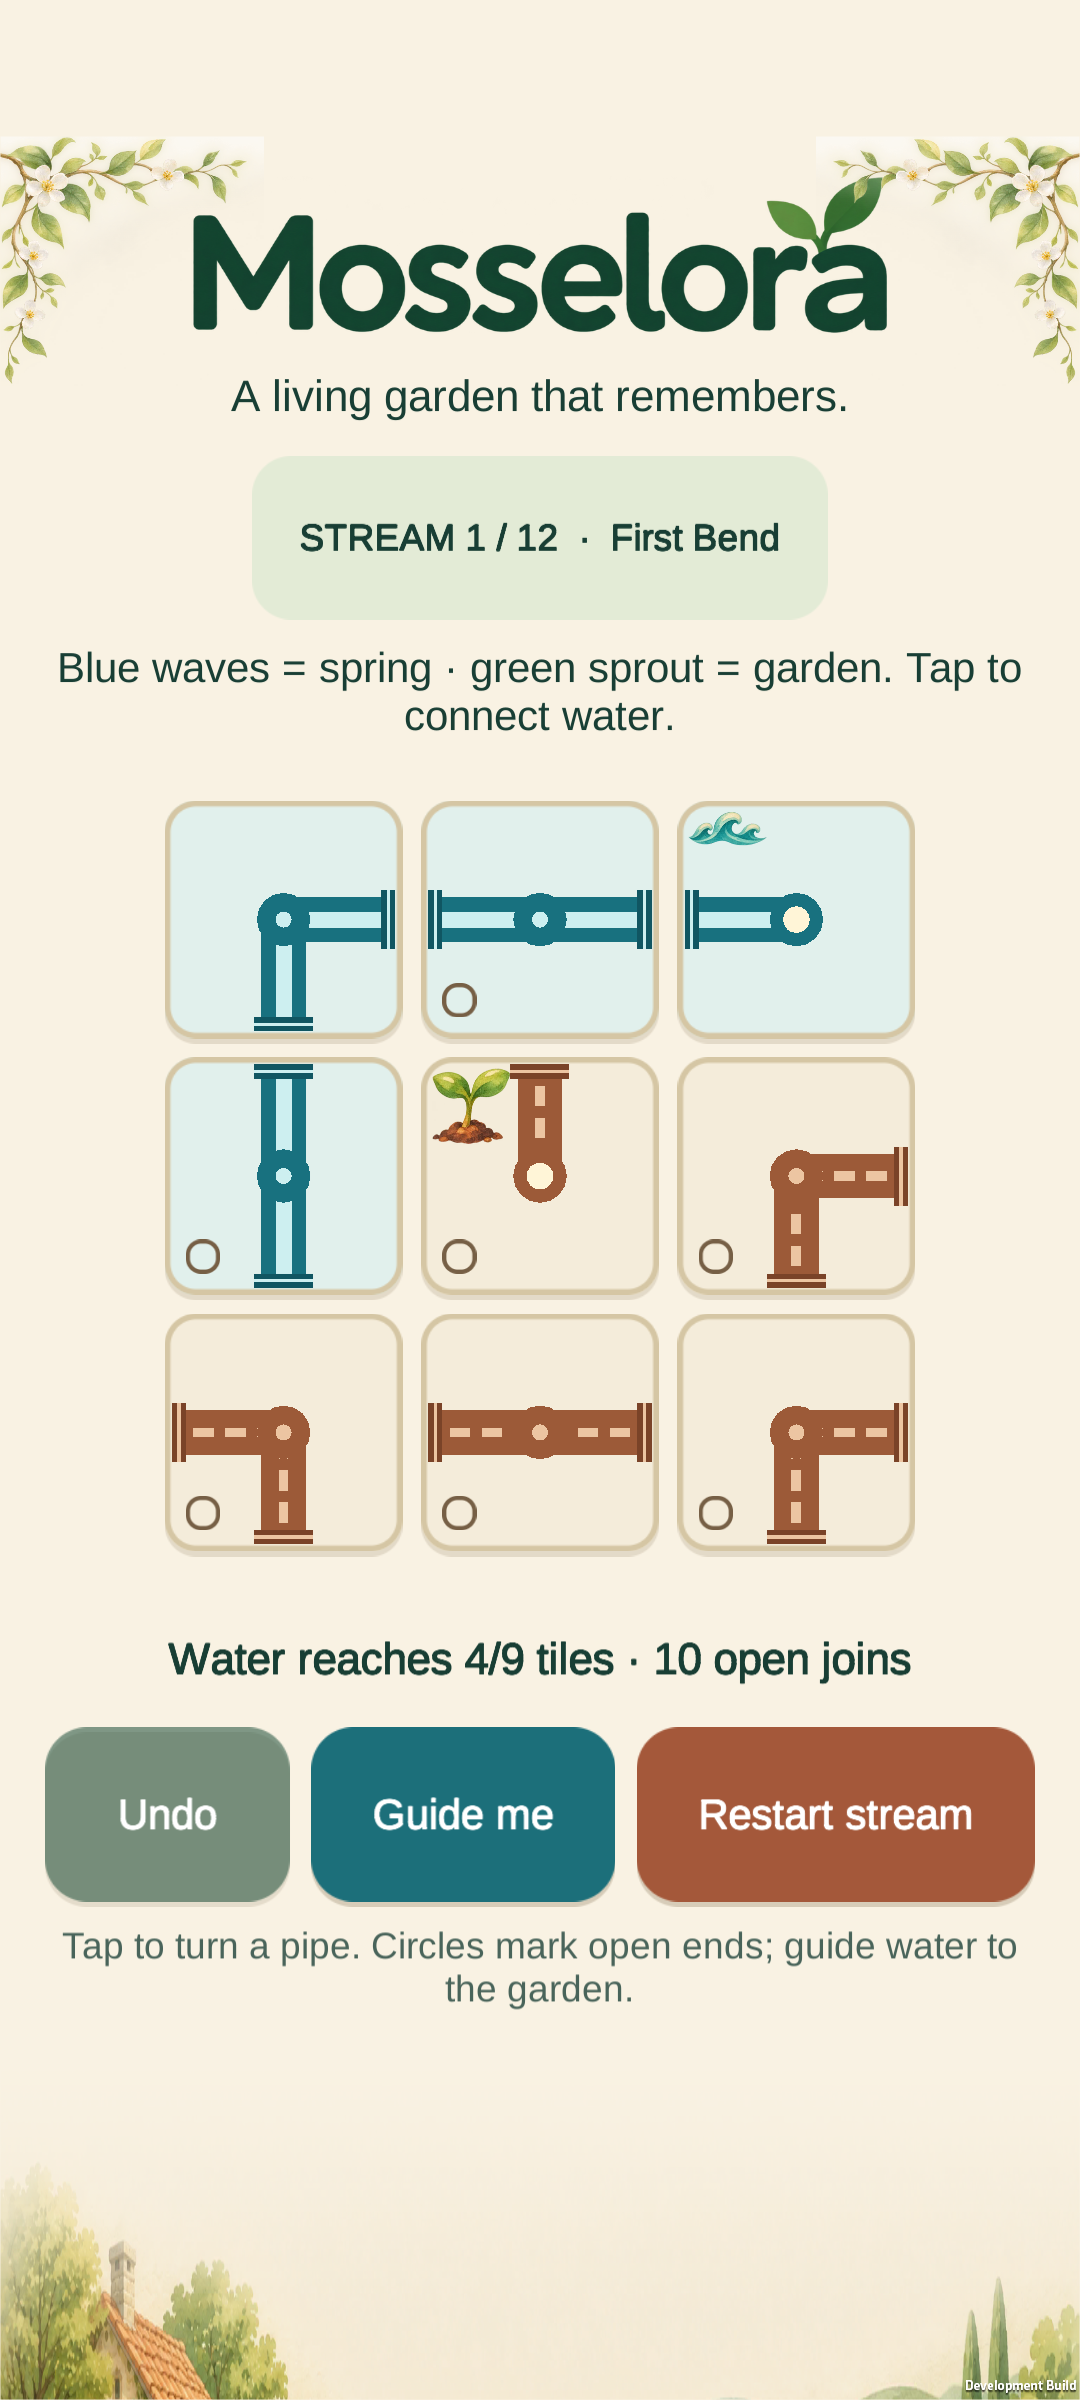 Mosselora
A living garden that remembers.
STREAM 1 / 12 · First Bend
Blue waves = spring · green sprout = garden. Tap to
connect water.
Water reaches 4/9 tiles · 10 open joins
Undo
Guide me
Restart stream
Tap to turn a pipe. Circles mark open ends; guide water to
the garden.
Development Build